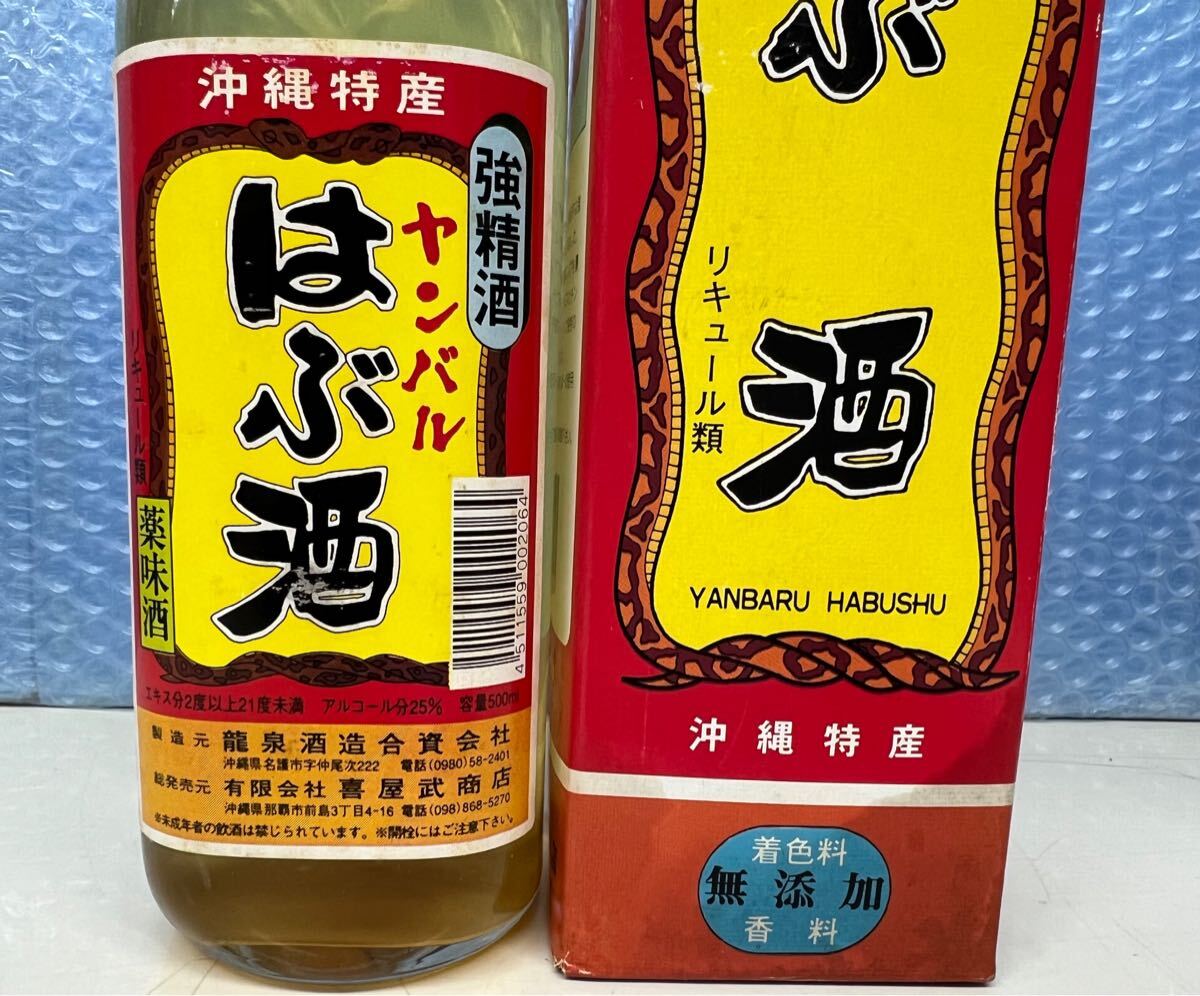 沖縄特産
強精酒
ヤンバル
はぶ酒
リキュール類
薬味酒
4511559002064
エキス分2度以上21度未満 アルコール分25% 容量500ml
製造元 龍泉酒造合資会社
沖縄県名護市字仲尾次222 電話(0980)58-2401
総発売元 有限会社喜屋武商店
沖縄県那覇市前島3丁目4-16 電話(098)868-5270
※未成年者の飲酒は禁じられています。※開栓にはご注意下さい。
ぶ酒
リキュール類
YANBARU HABUSHU
沖縄特産
着色料
無添加
香料